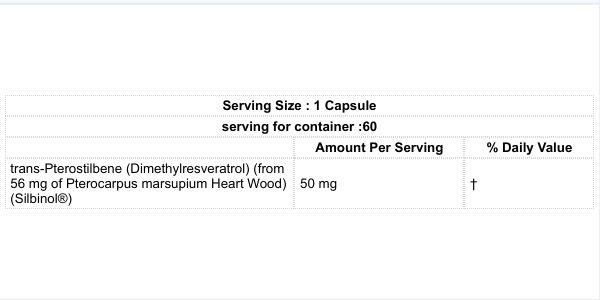 Serving Size : 1 Capsule
serving for container :60
Amount Per Serving % Daily Value
trans-Pterostilbene (Dimethylresveratrol) (from
56 mg of Pterocarpus marsupium Heart Wood)
(Silbinol®)
50 mg
†